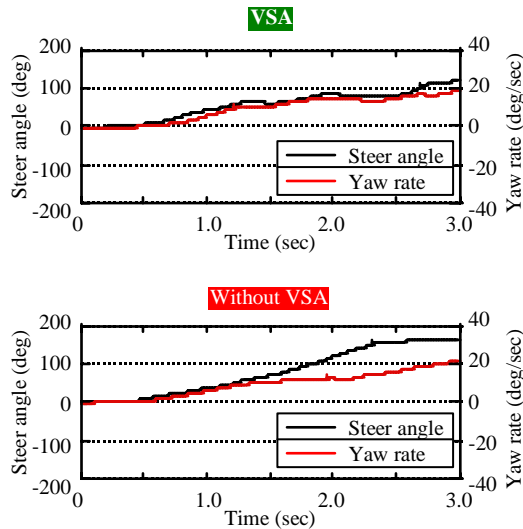 VSA
Steer angle (deg)
200
100
0
-100
-200
40
20
0
-20
-40
Yaw rate (deg/sec)
Steer angle
Yaw rate
0 1.0 2.0 3.0
Time (sec)
Without VSA
Steer angle (deg)
200
100
0
-100
-200
40
20
0
-20
-40
Yaw rate (deg/sec)
Steer angle
Yaw rate
0 1.0 2.0 3.0
Time (sec)